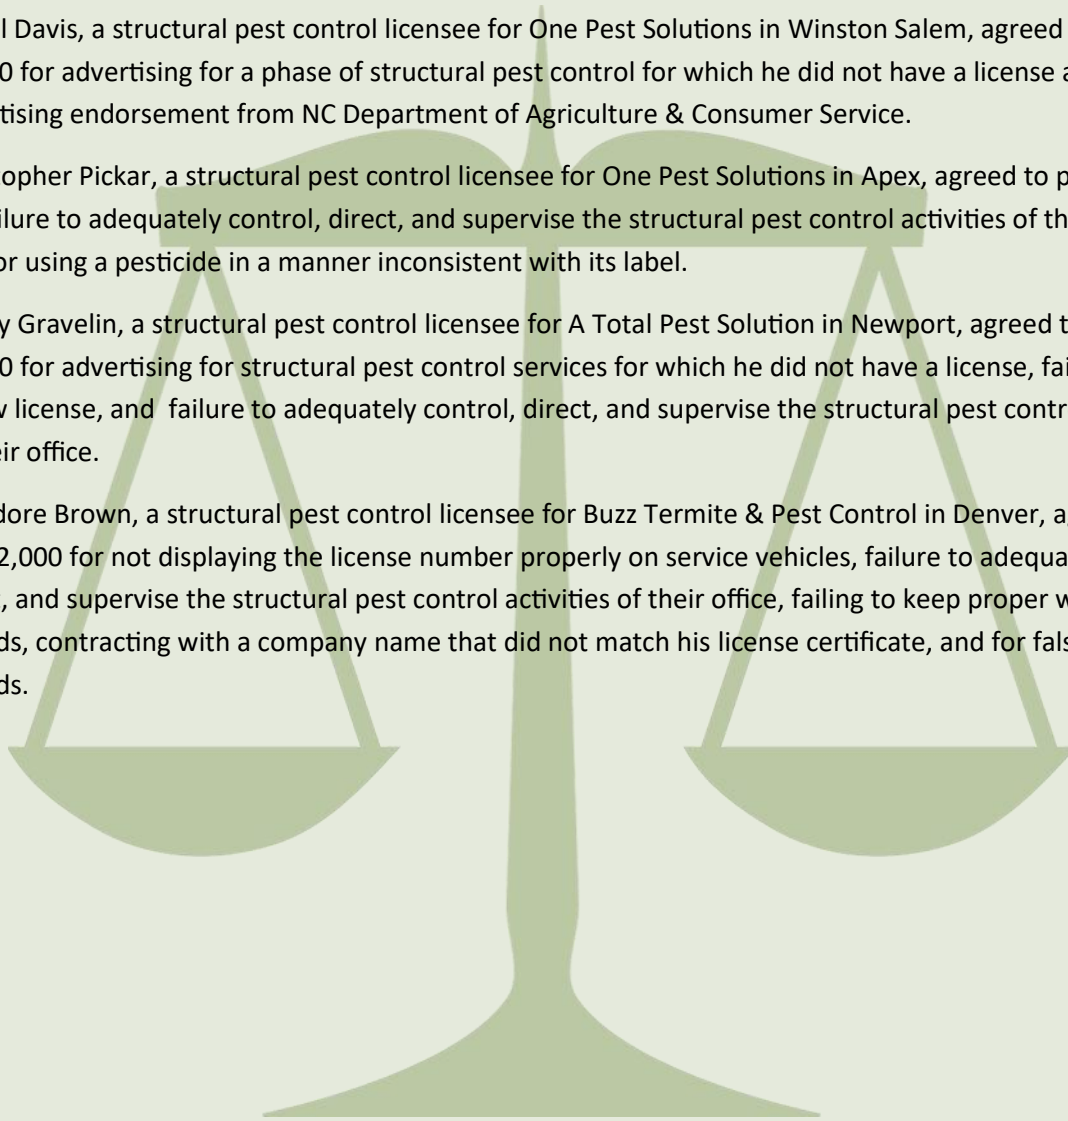 l Davis, a structural pest control licensee for One Pest Solutions in Winston Salem, agreed
0 for advertising for a phase of structural pest control for which he did not have a license a
tising endorsement from NC Department of Agriculture & Consumer Service.
opher Pickar, a structural pest control licensee for One Pest Solutions in Apex, agreed to p
ilure to adequately control, direct, and supervise the structural pest control activities of th
or using a pesticide in a manner inconsistent with its label.
y Gravelin, a structural pest control licensee for A Total Pest Solution in Newport, agreed t
0 for advertising for structural pest control services for which he did not have a license, fai
w license, and  failure to adequately control, direct, and supervise the structural pest contr
eir office.
dore Brown, a structural pest control licensee for Buzz Termite & Pest Control in Denver, a
2,000 for not displaying the license number properly on service vehicles, failure to adequa
, and supervise the structural pest control activities of their office, failing to keep proper w
ds, contracting with a company name that did not match his license certificate, and for fals
ds.